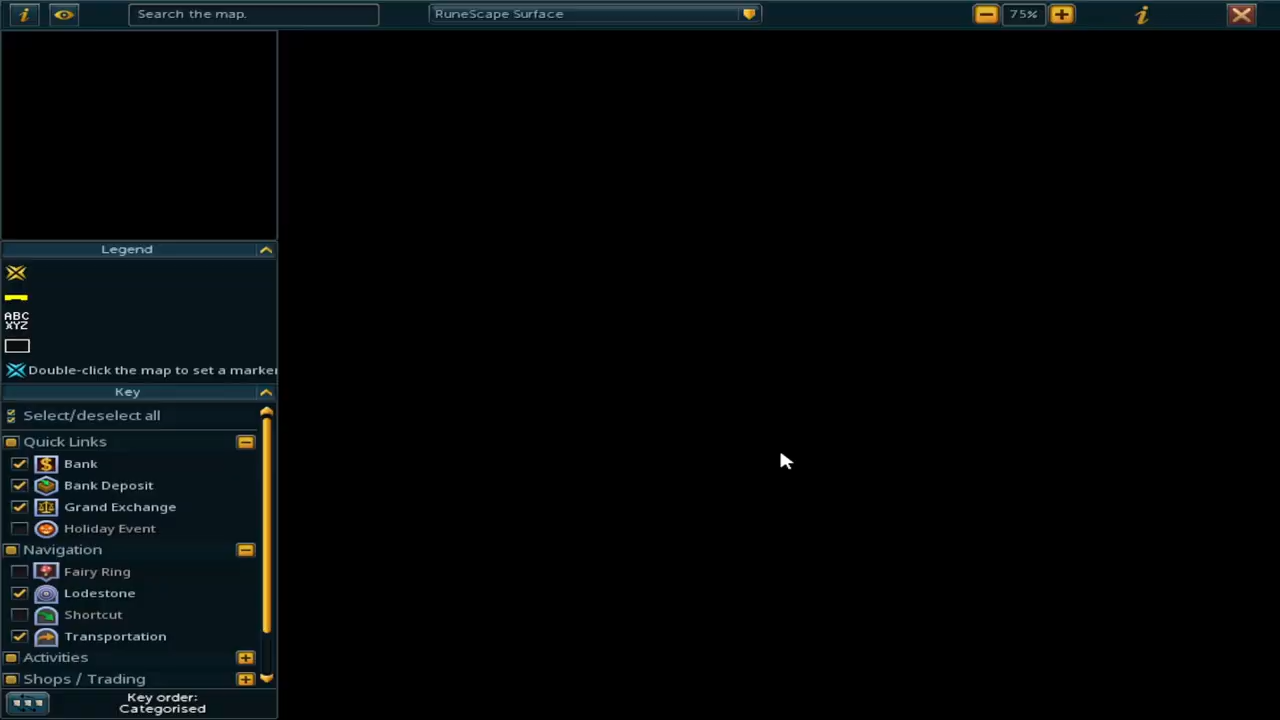 Search the map.
RuneScape Surface
75%
Legend
ABC
XYZ
Double-click the map to set a marker
Key
Select/deselect all
Quick Links
Bank
Bank Deposit
Grand Exchange
Holiday Event
Navigation
Fairy Ring
Lodestone
Shortcut
Transportation
Activities
Shops / Trading
Key order:
Categorised